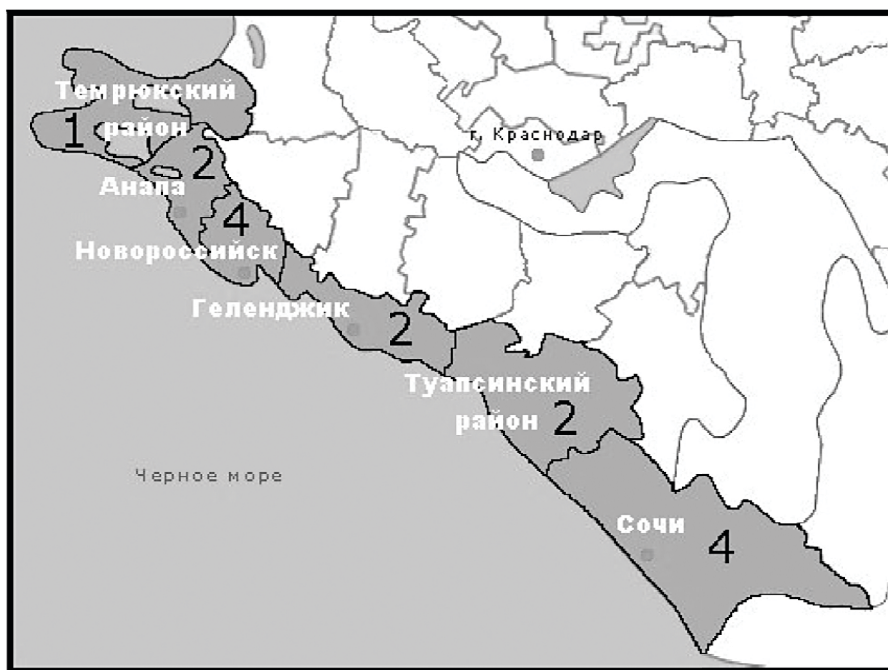 Темрюкский
район
1
г. Краснодар
2
Анапа
4
Новороссийск
Геленджик
2
Туапсинский
район
2
Черное море
Сочи
4